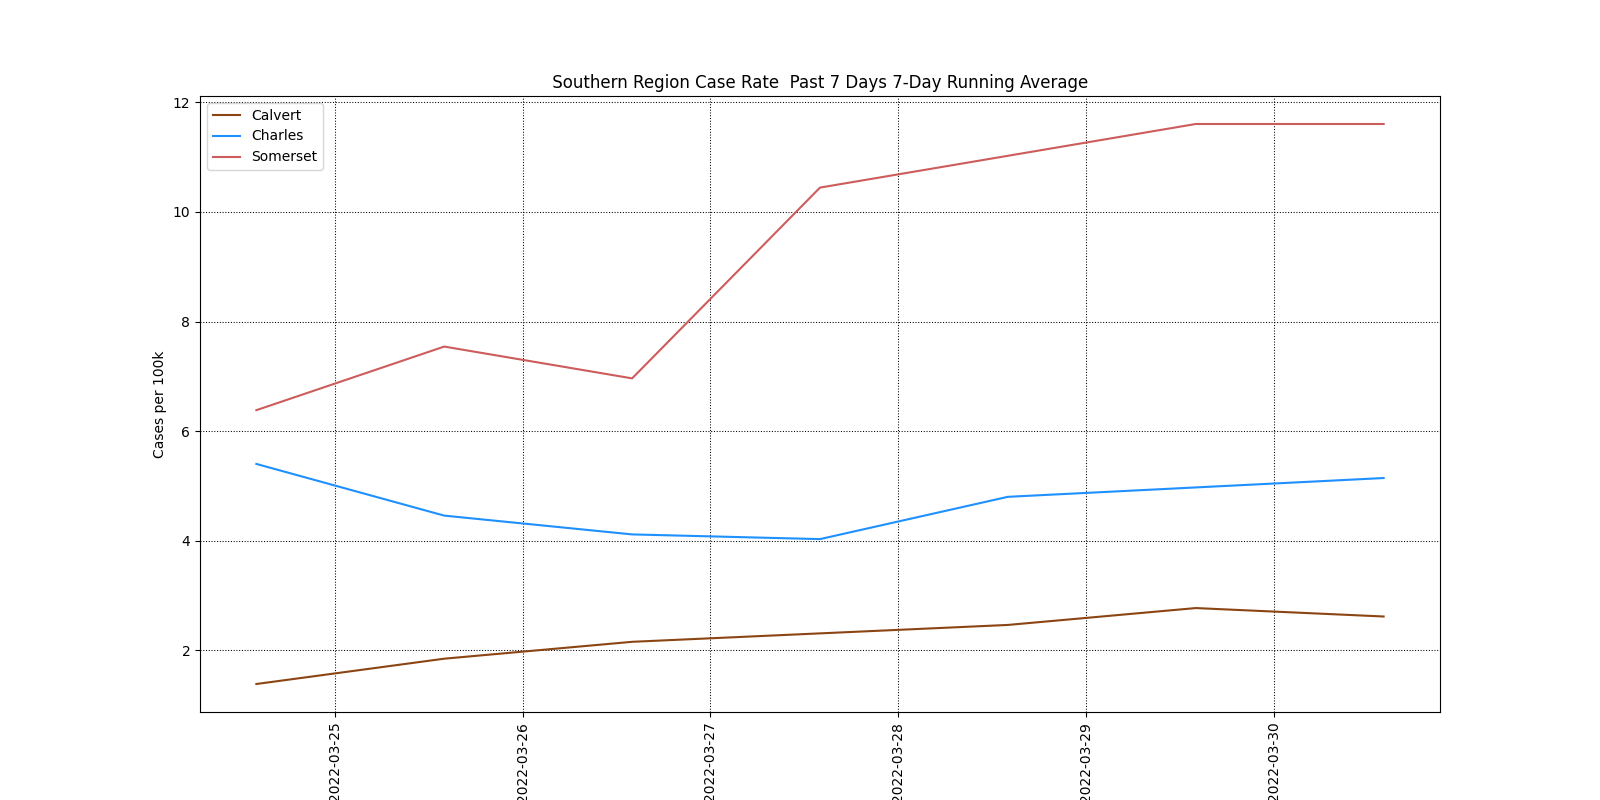 Southern Region Case Rate  Past 7 Days 7-Day Running Average
Calvert
Charles
Somerset
Cases per 100k
12
10
8
6
4
2
2022-03-25
2022-03-26
2022-03-27
2022-03-28
2022-03-29
2022-03-30